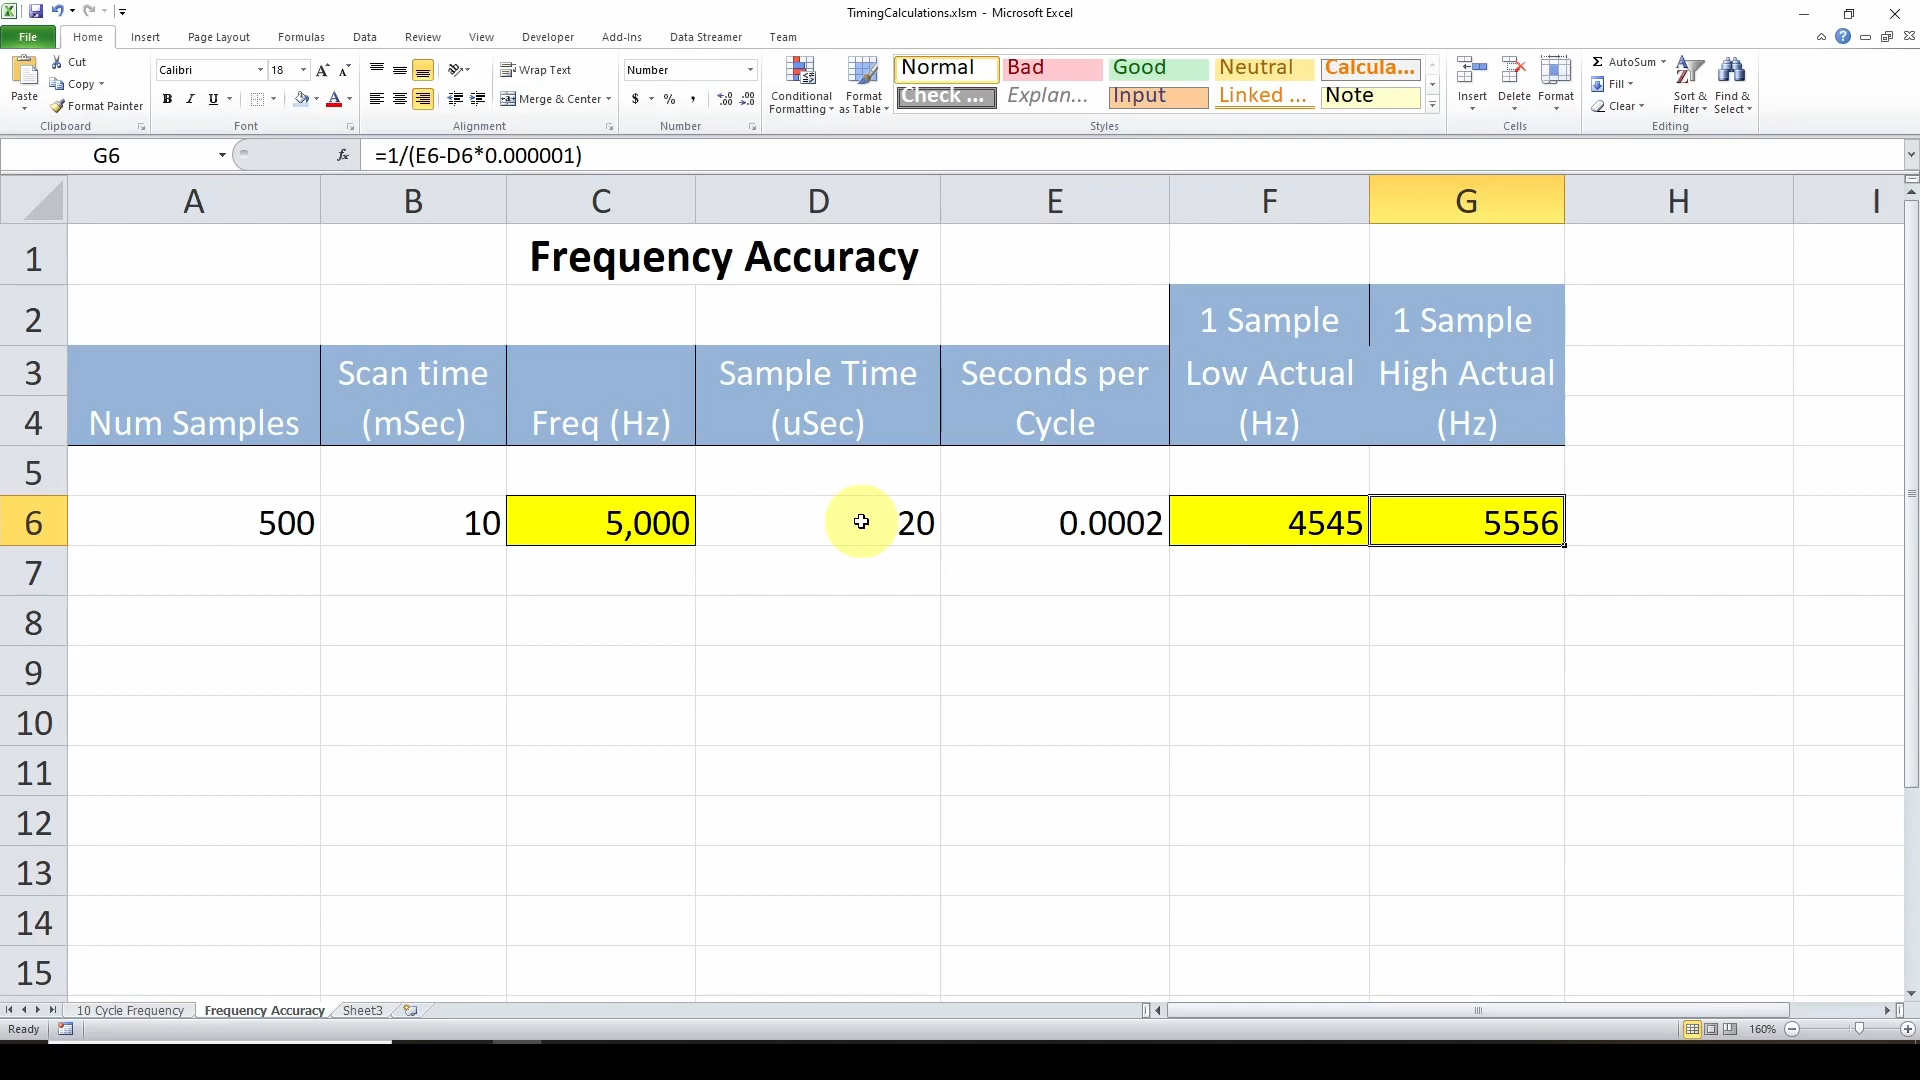 TimingCalculations.xlsm - Microsoft Excel
File Home Insert Page Layout Formulas Data Review View Developer Add-Ins Data Streamer Team
Paste
Cut
Copy
Format Painter
Clipboard
Calibri 18
B I U
Font
Wrap Text
Merge & Center
Alignment
Number
$ % ,
Number
Conditional Formatting
Format as Table
Normal Bad Good Neutral Calcula...
Check ... Explan... Input Linked ... Note
Styles
Insert Delete Format
Cells
Σ AutoSum
Fill
Clear
Sort & Filter
Find & Select
Editing
G6 fx =1/(E6-D6*0.000001)
A B C D E F G H I
1 Frequency Accuracy
2 1 Sample 1 Sample
3 Scan time Sample Time Seconds per Low Actual High Actual
4 Num Samples (mSec) Freq (Hz) (uSec) Cycle (Hz) (Hz)
5
6 500 10 5,000 20 0.0002 4545 5556
7
8
9
10
11
12
13
14
15
10 Cycle Frequency Frequency Accuracy Sheet3
Ready 160%